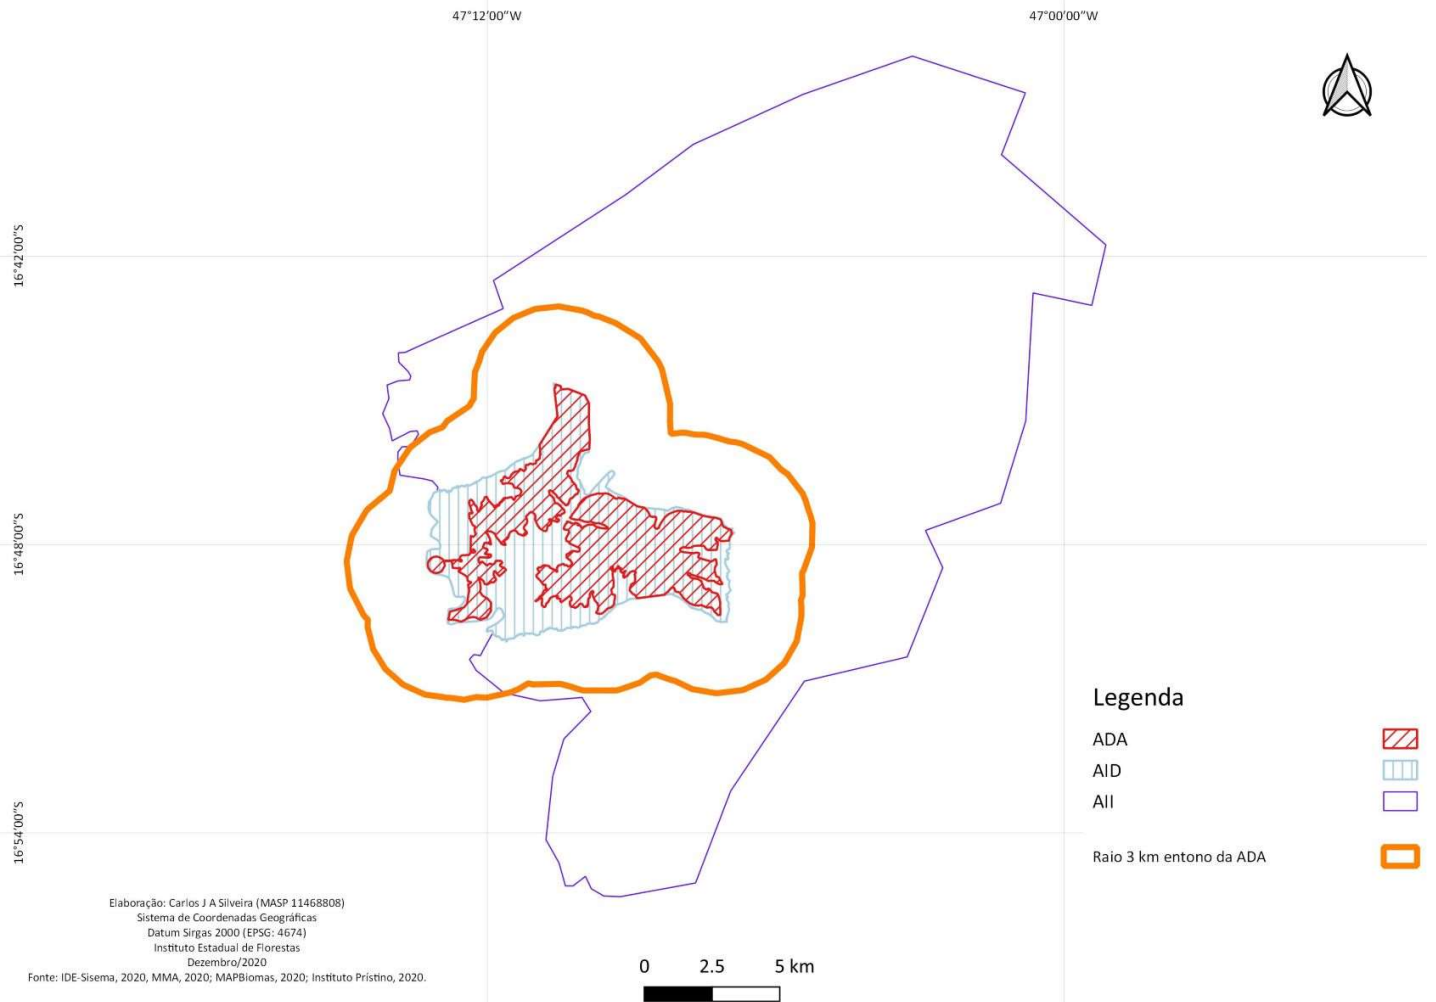 47°12'00"W
47°00'00"W
16°42'00"S
16°48'00"S
16°54'00"S
Legenda
ADA
AID
AII
Raio 3 km entono da ADA
Elaboração: Carlos J A Silveira (MASP 11468808)
Sistema de Coordenadas Geográficas
Datum Sirgas 2000 (EPSG: 4674)
Instituto Estadual de Florestas
Dezembro/2020
Fonte: IDE-Sisema, 2020, MMA, 2020; MAPBiomas, 2020; Instituto Prístino, 2020.
0 2.5 5 km